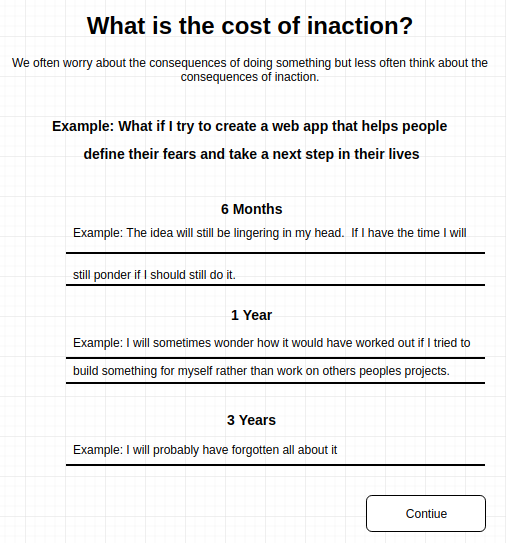 What is the cost of inaction?
We often worry about the consequences of doing something but less often think about the
consequences of inaction.
Example: What if I try to create a web app that helps people
define their fears and take a next step in their lives
6 Months
Example: The idea will still be lingering in my head.  If I have the time I will
still ponder if I should still do it.
1 Year
Example: I will sometimes wonder how it would have worked out if I tried to
build something for myself rather than work on others peoples projects.
3 Years
Example: I will probably have forgotten all about it
Contiue